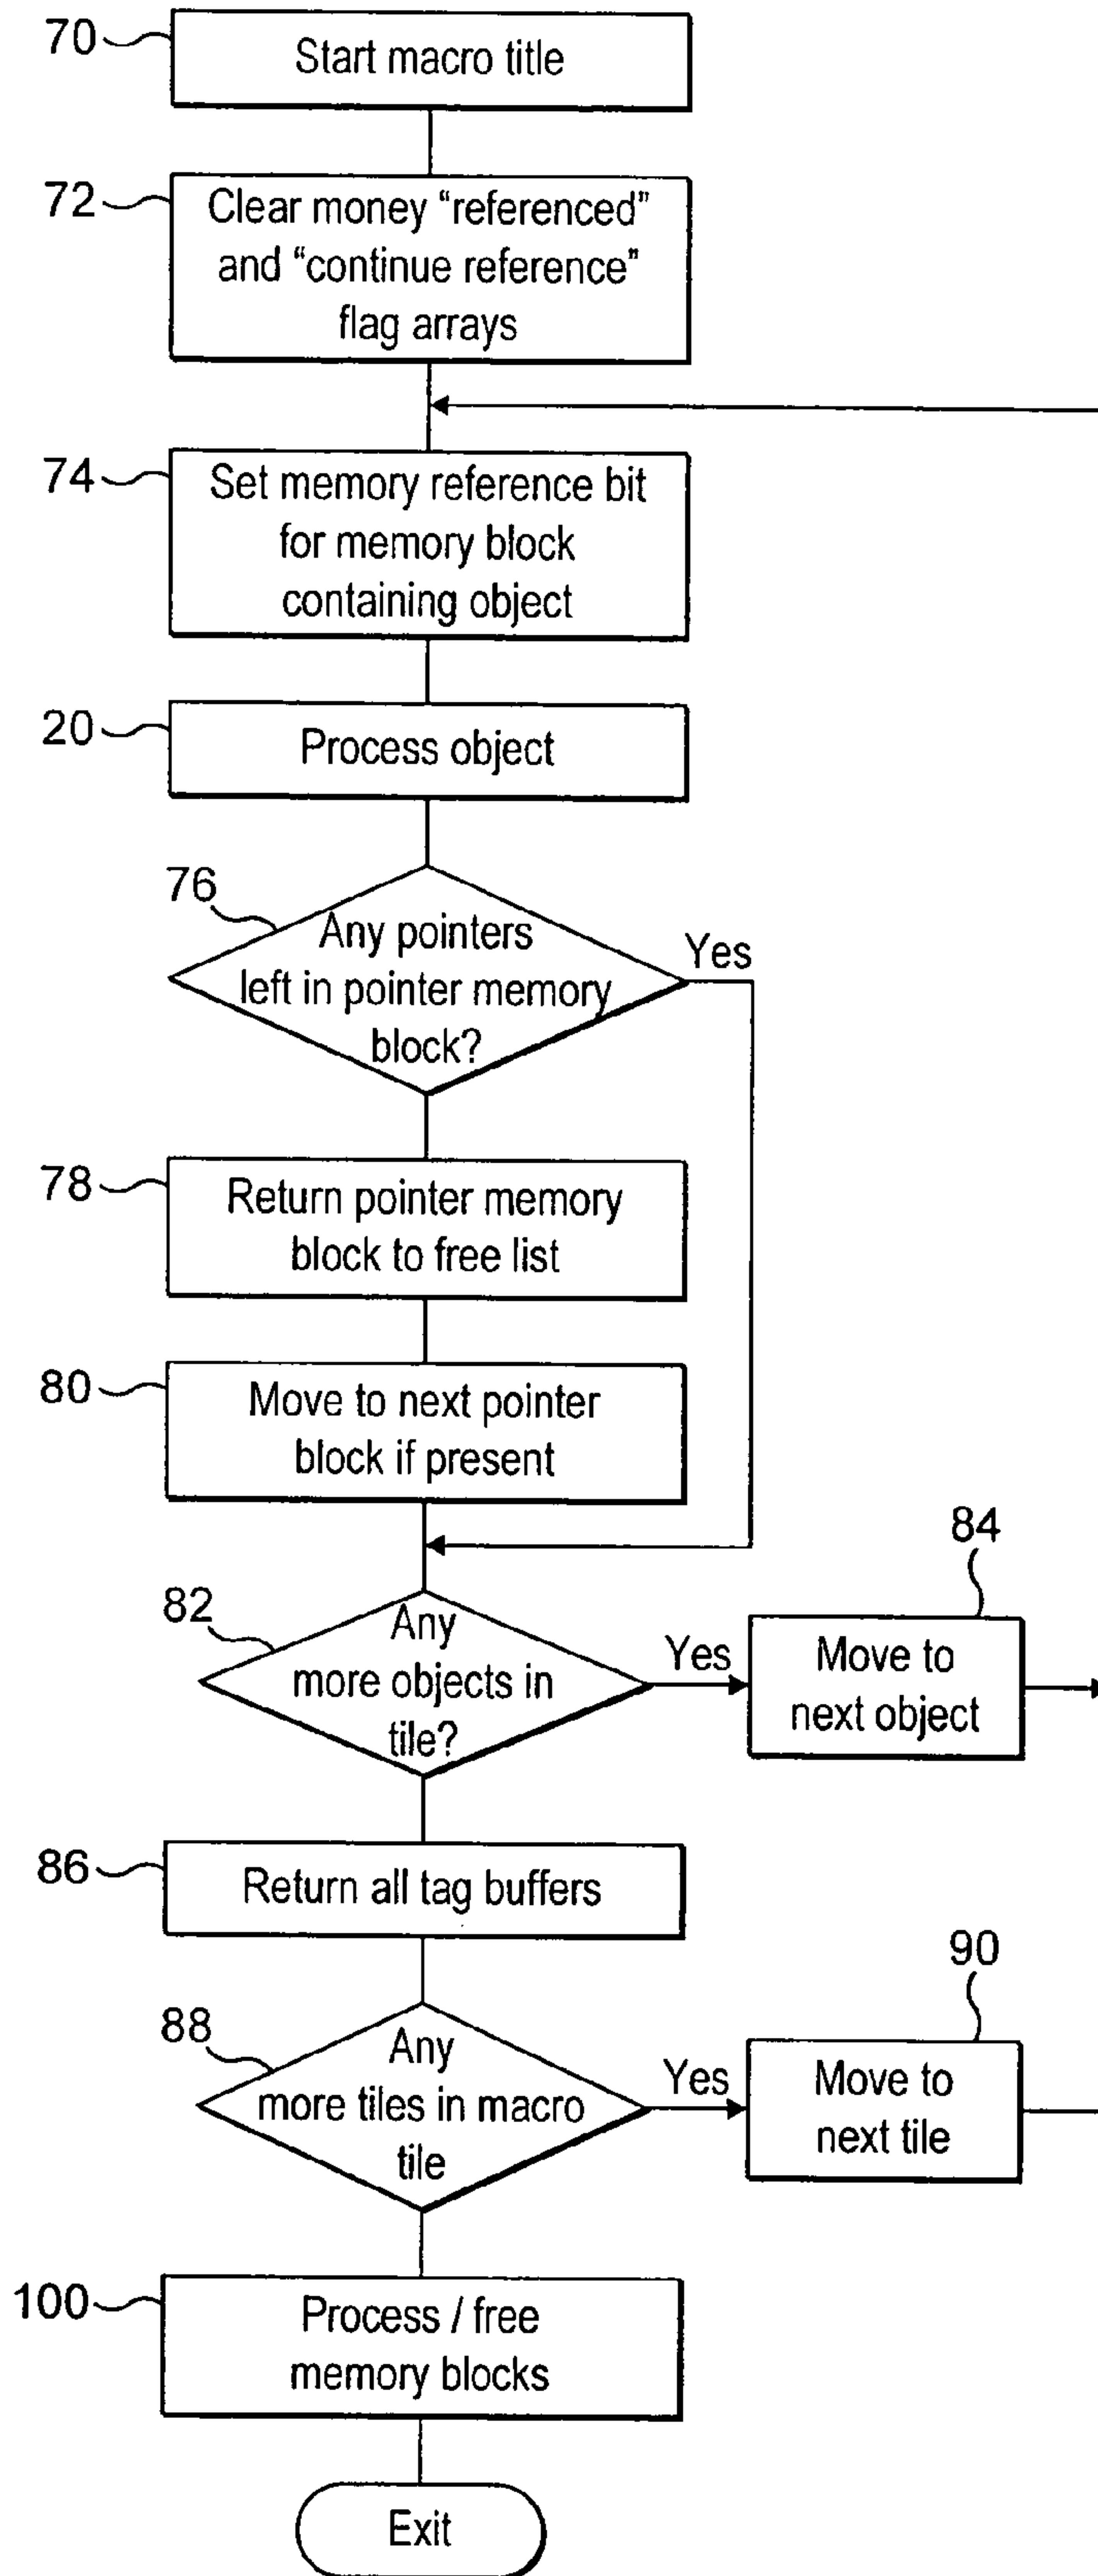 70
Start macro title
72
Clear money “referenced”
and “continue reference”
flag arrays
74
Set memory reference bit
for memory block
containing object
20
Process object
76
Any pointers
left in pointer memory
block?
Yes
78
Return pointer memory
block to free list
80
Move to next pointer
block if present
82
Any
more objects in
tile?
Yes
84
Move to
next object
86
Return all tag buffers
88
Any
more tiles in macro
tile
Yes
90
Move to
next tile
100
Process / free
memory blocks
Exit